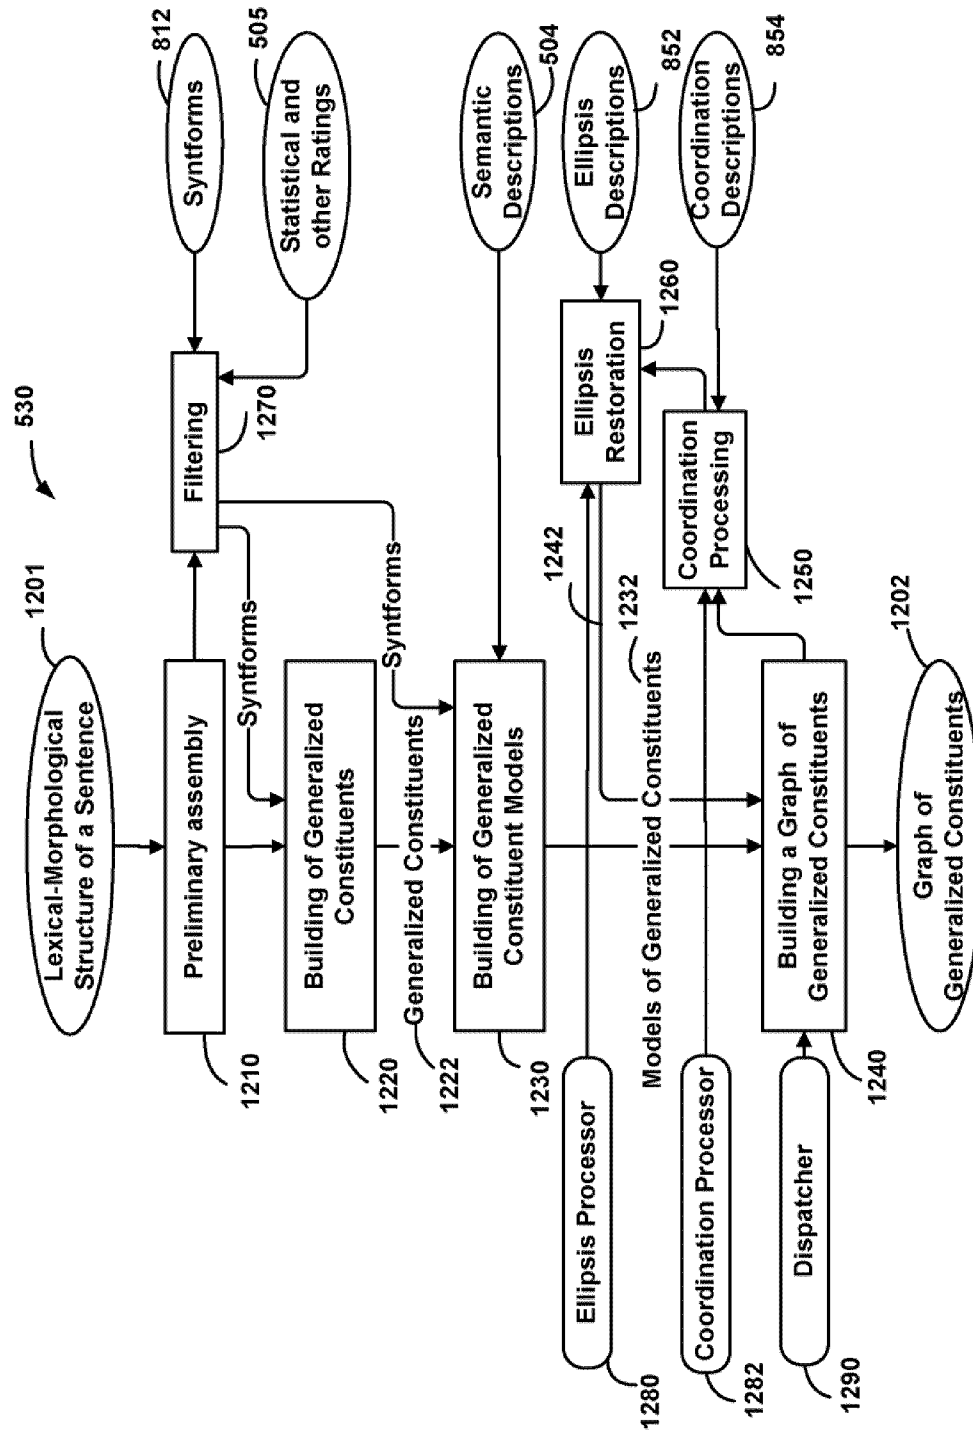 530
1201
Lexical-Morphological
Structure of a Sentence
812
Syntforms
505
Statistical and
other Ratings
Preliminary assembly
1210
Filtering
1270
Syntforms
Syntforms
Building of Generalized
Constituents
1220
Generalized Constituents
1222
Building of Generalized
Constituent Models
1230
Semantic
Descriptions
504
Ellipsis
Descriptions
852
Coordination
Descriptions
854
Ellipsis
Restoration
1260
1242
Ellipsis Processor
1280
1232
Models of Generalized Constituents
Coordination
Processing
1250
Coordination Processor
1282
Building a Graph of
Generalized Constituents
1240
Dispatcher
1290
1202
Graph of
Generalized Constituents